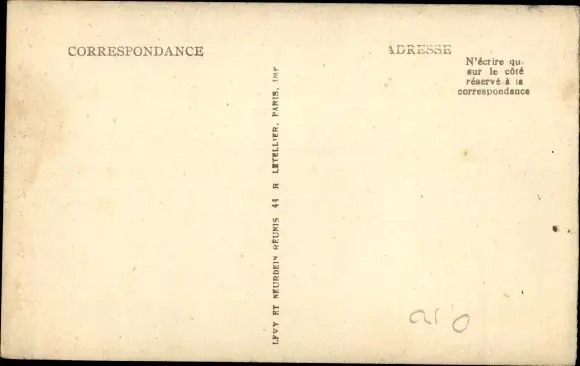 CORRESPONDANCE
ADRESSE
N'écrire qu
sur le côté
réservé à la
correspondance
LEVY ET NEURDEIN RÉUNIS 44 R LETELLIER, PARIS, IMP